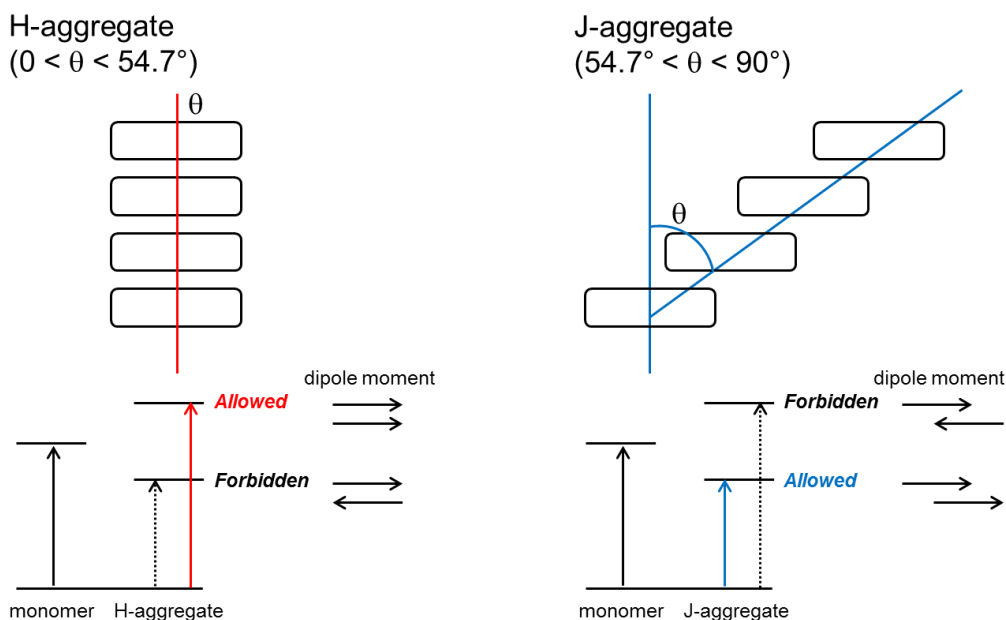 H-aggregate
(0 < θ < 54.7°)
θ
dipole moment
Allowed
Forbidden
monomer H-aggregate
J-aggregate
(54.7° < θ < 90°)
θ
dipole moment
Forbidden
Allowed
monomer J-aggregate